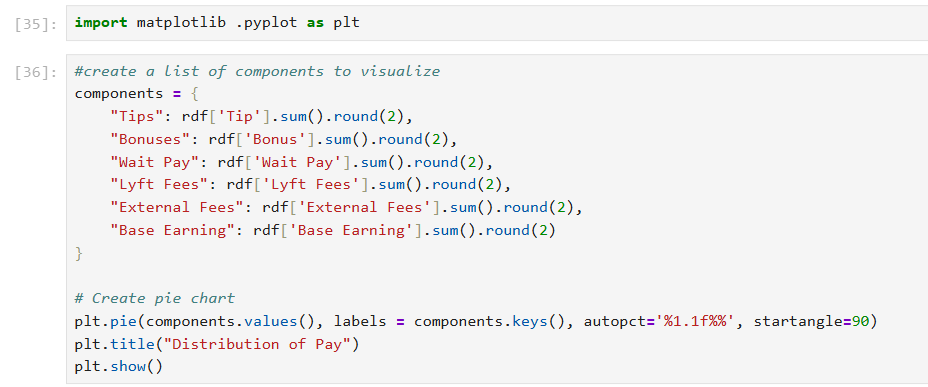 [35]: import matplotlib .pyplot as plt
[36]: #create a list of components to visualize
components = {
    "Tips": rdf['Tip'].sum().round(2),
    "Bonuses": rdf['Bonus'].sum().round(2),
    "Wait Pay": rdf['Wait Pay'].sum().round(2),
    "Lyft Fees": rdf['Lyft Fees'].sum().round(2),
    "External Fees": rdf['External Fees'].sum().round(2),
    "Base Earning": rdf['Base Earning'].sum().round(2)
}
# Create pie chart
plt.pie(components.values(), labels = components.keys(), autopct='%1.1f%%', startangle=90)
plt.title("Distribution of Pay")
plt.show()